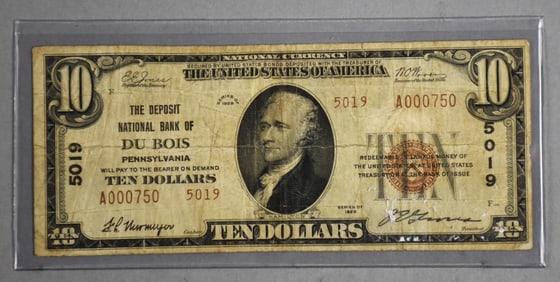 NATIONAL CURRENCY
SECURED BY UNITED STATES BONDS DEPOSITED WITH THE TREASURER OF
THE UNITED STATES OF AMERICA
10
10
E.E. Jones
SERIES OF
1929
5019 A000750
F
THE DEPOSIT
NATIONAL BANK OF
DU BOIS
PENNSYLVANIA
WILL PAY TO THE BEARER ON DEMAND
TEN DOLLARS
A000750 5019
5019
TEN
REDEEMABLE IN LAWFUL MONEY OF
THE UNITED STATES AT UNITED STATES
TREASURY OR AT THE BANK OF ISSUE
5019
F
SERIES OF
1929
Cashier
President
10
TEN DOLLARS
10